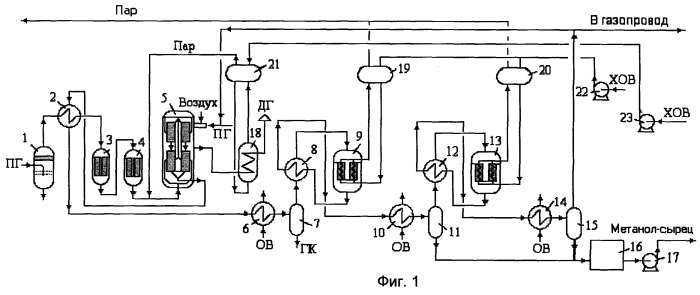 Пар
В газопровод
Пар
21
19
20
ХОВ
22
ХОВ
23
2
5
Воздух
ПГ
ДГ
18
1
ПГ
3
4
8
9
12
13
6
ОВ
7
ПК
10
ОВ
11
14
ОВ
15
16
Метанол-сырец
17
Фиг. 1